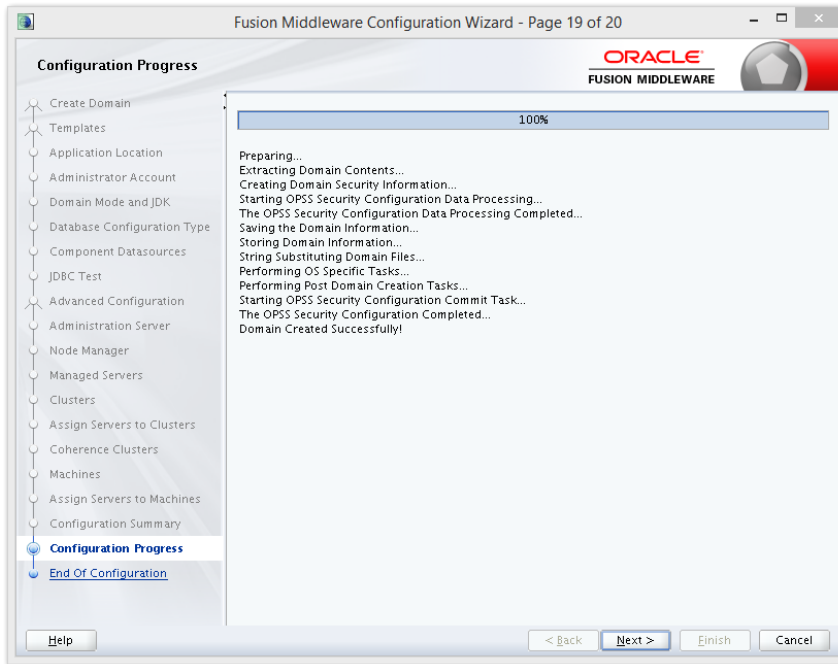 Fusion Middleware Configuration Wizard - Page 19 of 20
Configuration Progress
ORACLE
FUSION MIDDLEWARE
Create Domain
Templates
Application Location
Administrator Account
Domain Mode and JDK
Database Configuration Type
Component Datasources
JDBC Test
Advanced Configuration
Administration Server
Node Manager
Managed Servers
Clusters
Assign Servers to Clusters
Coherence Clusters
Machines
Assign Servers to Machines
Configuration Summary
Configuration Progress
End Of Configuration
100%
Preparing...
Extracting Domain Contents...
Creating Domain Security Information...
Starting OPSS Security Configuration Data Processing...
The OPSS Security Configuration Data Processing Completed...
Saving the Domain Information...
Storing Domain Information...
String Substituting Domain Files...
Performing OS Specific Tasks...
Performing Post Domain Creation Tasks...
Starting OPSS Security Configuration Commit Task...
The OPSS Security Configuration Completed...
Domain Created Successfully!
Help
< Back
Next >
Finish
Cancel